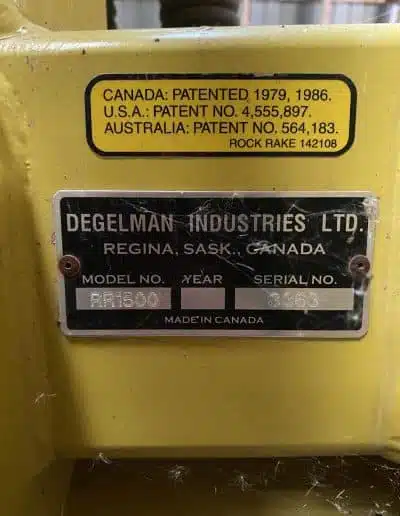 CANADA: PATENTED 1979, 1986.
U.S.A.: PATENT NO. 4,555,897.
AUSTRALIA: PATENT NO. 564,183.
ROCK RAKE 142108
DEGELMAN INDUSTRIES LTD.
REGINA, SASK., CANADA
MODEL NO. YEAR SERIAL NO.
RR1500 3363
MADE IN CANADA